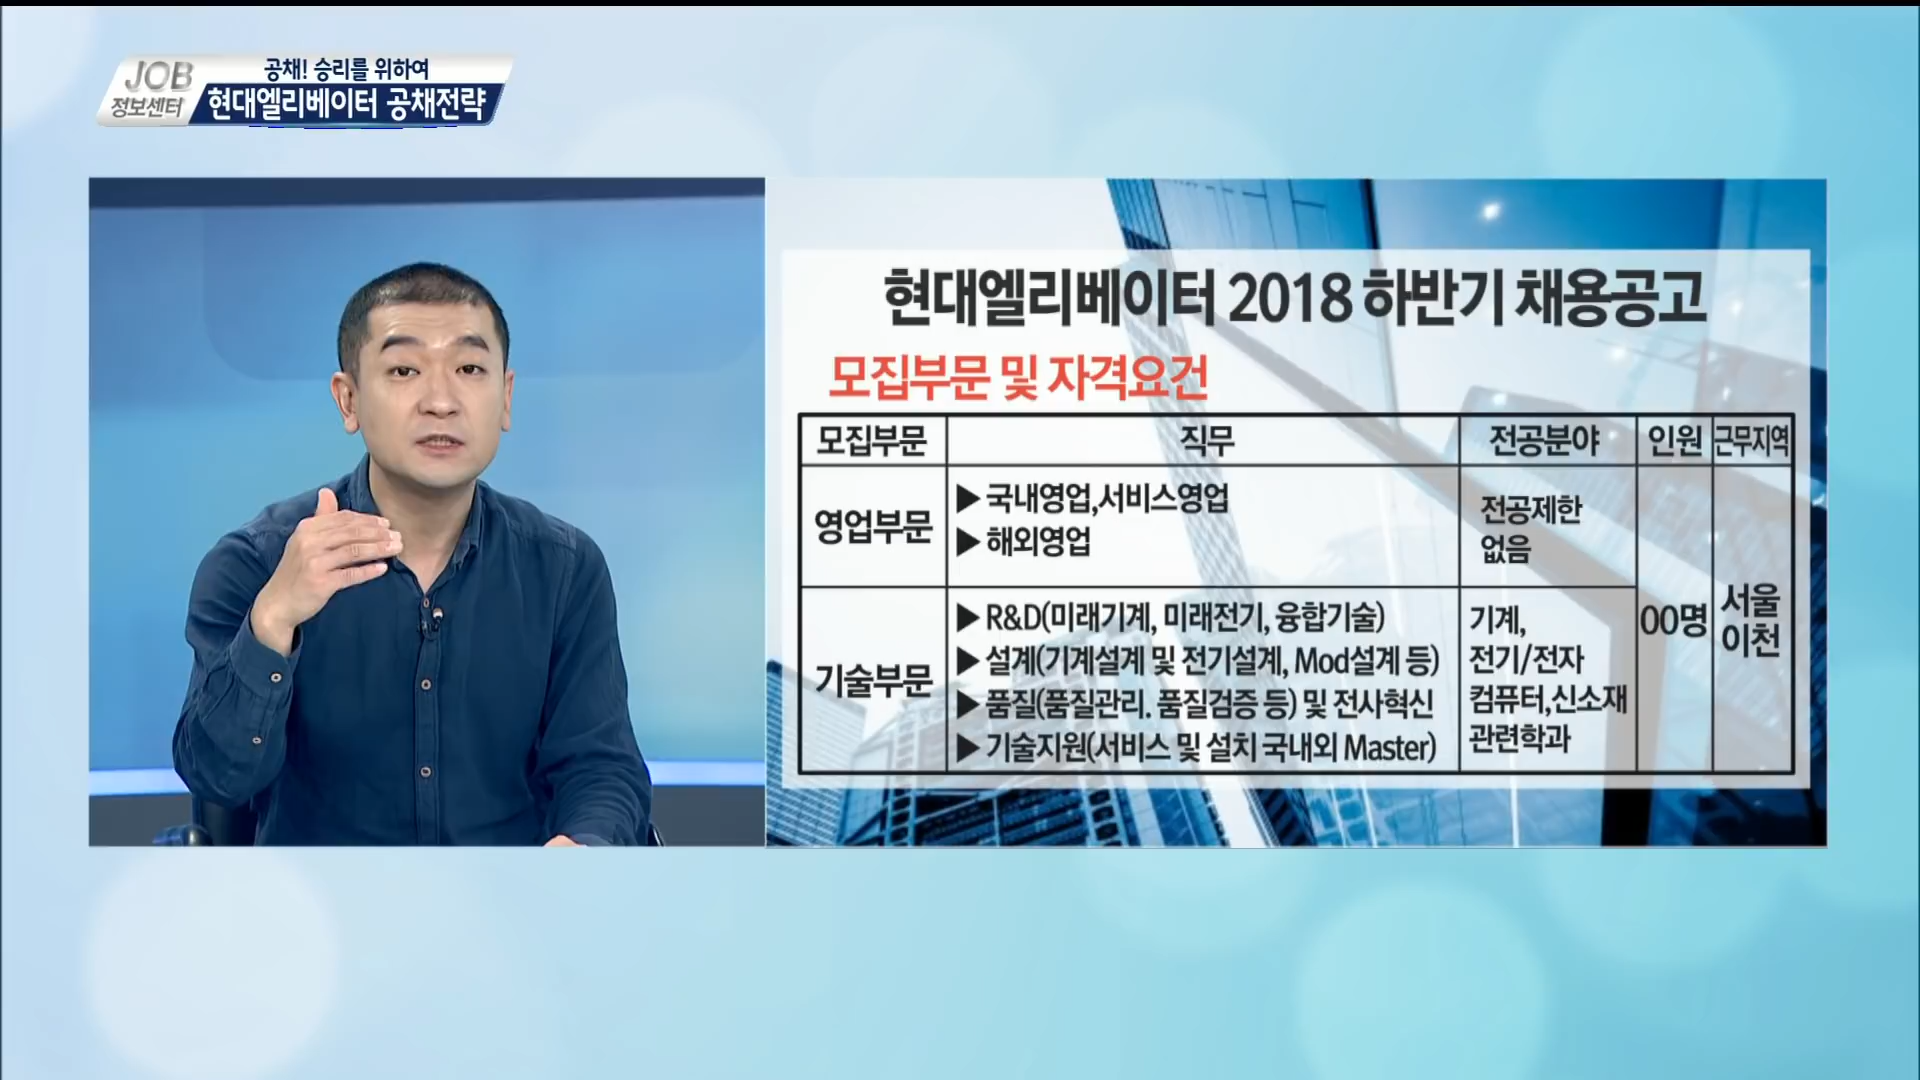 JOB
정보센터
공채! 승리를 위하여
현대엘리베이터 공채전략
현대엘리베이터 2018 하반기 채용공고
모집부문 및 자격요건
모집부문 직무 전공분야 인원 근무지역
영업부문
▶ 국내영업,서비스영업
▶ 해외영업
전공제한
없음
기술부문
▶ R&D(미래기계, 미래전기, 융합기술)
▶ 설계(기계설계 및 전기설계, Mod설계 등)
▶ 품질(품질관리. 품질검증 등) 및 전사혁신
▶ 기술지원(서비스 및 설치 국내외 Master)
기계,
전기/전자
컴퓨터,신소재
관련학과
00명
서울
이천